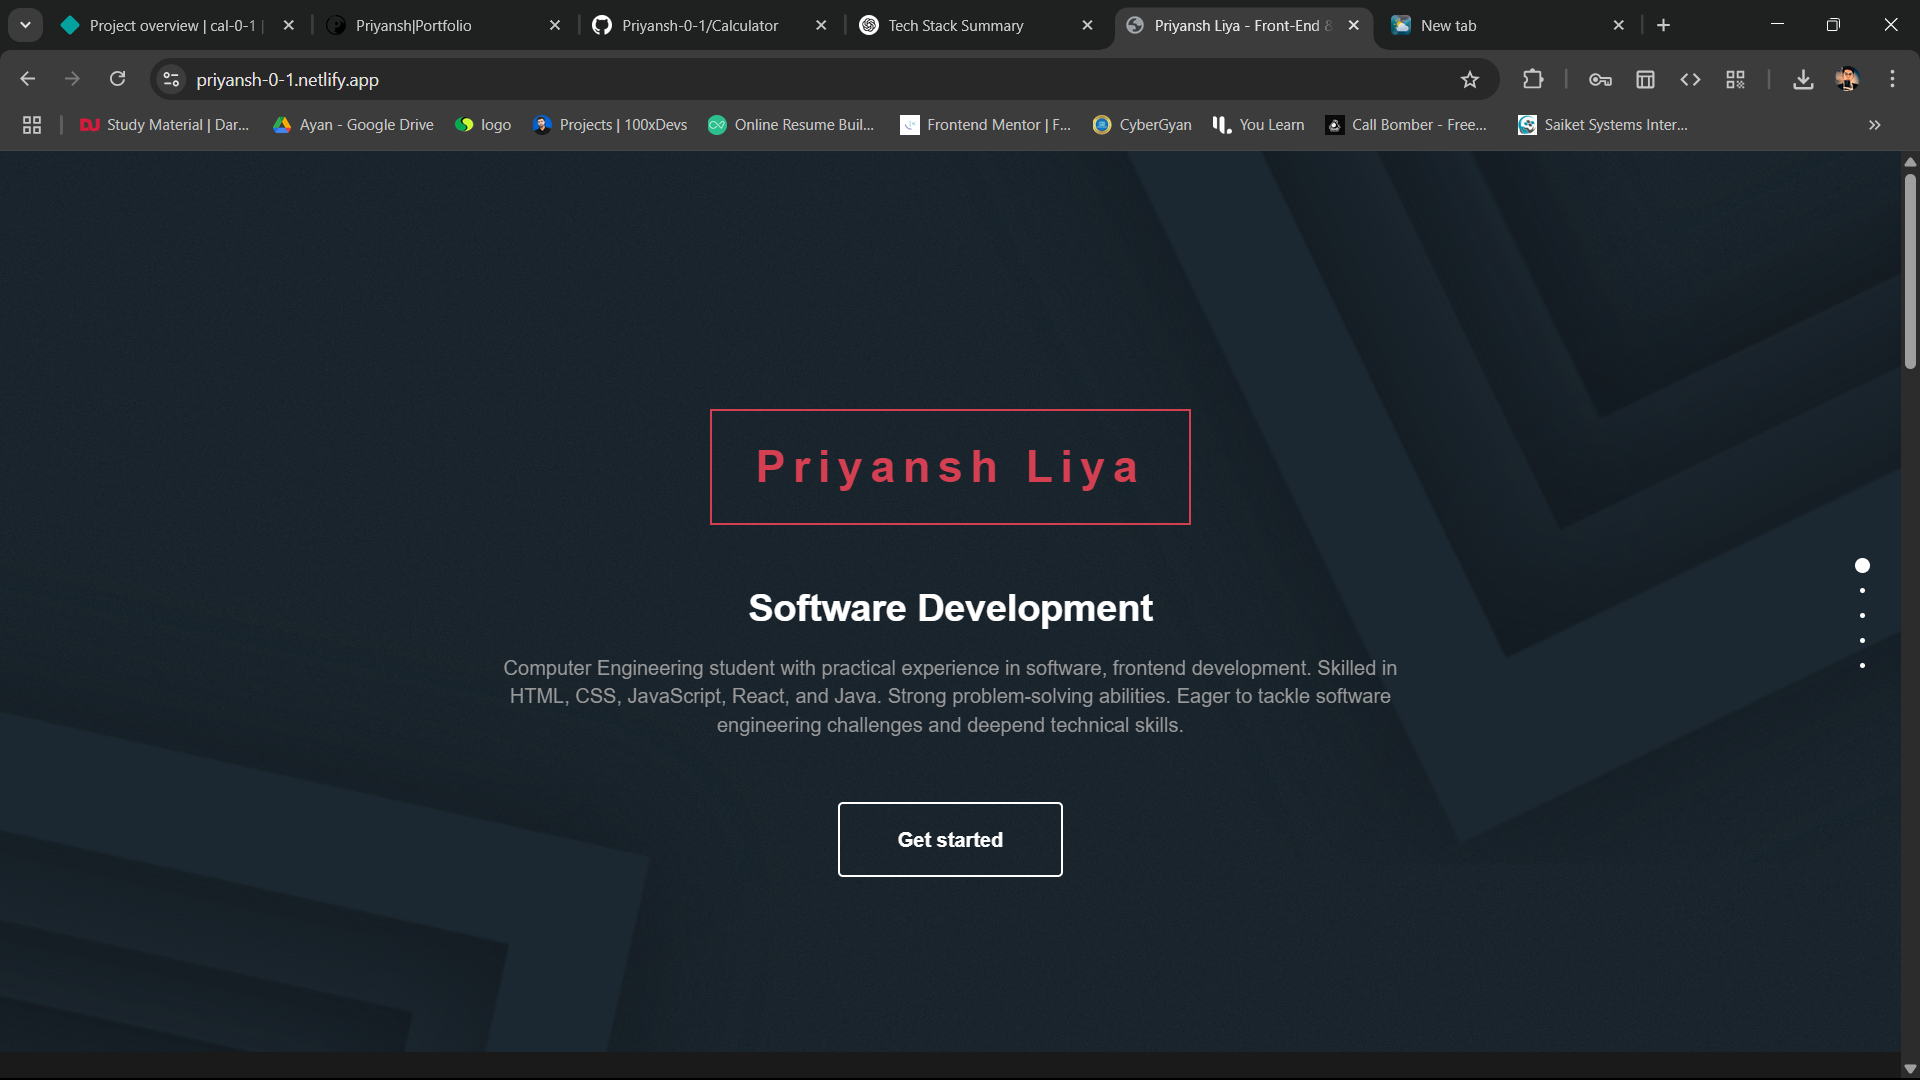 Project overview | cal-0-1 |
Priyansh|Portfolio
Priyansh-0-1/Calculator
Tech Stack Summary
Priyansh Liya - Front-End &
New tab
priyansh-0-1.netlify.app
Study Material | Dar...
Ayan - Google Drive
logo
Projects | 100xDevs
Online Resume Buil...
Frontend Mentor | F...
CyberGyan
You Learn
Call Bomber - Free...
Saiket Systems Inter...
Priyansh Liya
Software Development
Computer Engineering student with practical experience in software, frontend development. Skilled in
HTML, CSS, JavaScript, React, and Java. Strong problem-solving abilities. Eager to tackle software
engineering challenges and deepend technical skills.
Get started